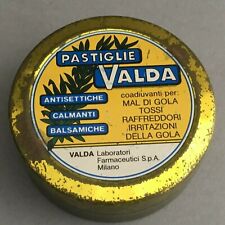 PASTIGLIE
VALDA
ANTISETTICHE
CALMANTI
BALSAMICHE
coadiuvanti per:
MAL DI GOLA
TOSSI
RAFFREDDORI
IRRITAZIONI
DELLA GOLA
VALDA Laboratori
Farmaceutici S.p.A.
Milano